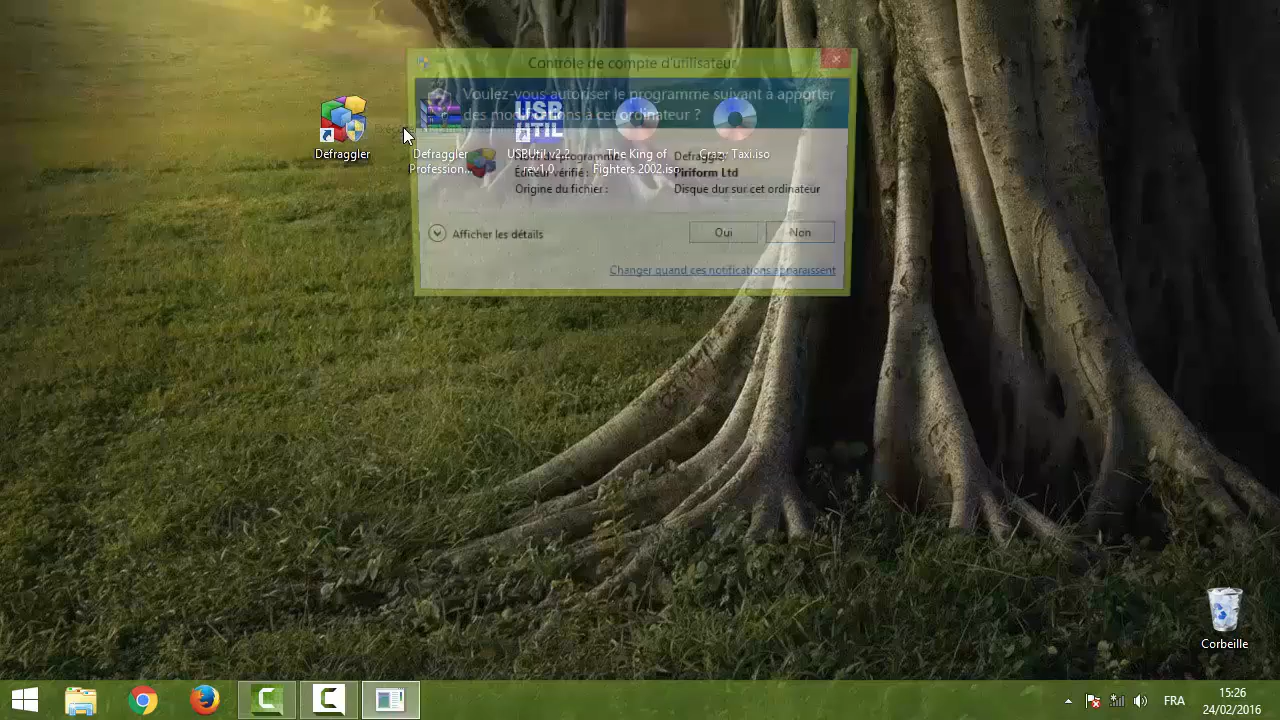 Contrôle de compte d'utilisateur
Voulez-vous autoriser le programme suivant à apporter
des modifications à cet ordinateur ?
USB
UTIL
Defraggler
Defraggler
Profession...
USBUtil v2.2
rev1.0
The King of
Fighters 2002.iso
Crazy Taxi.iso
programme
Defraggler
Éditeur vérifié :
Piriform Ltd
Origine du fichier :
Disque dur sur cet ordinateur
Afficher les détails
Oui
Non
Changer quand ces notifications apparaissent
Corbeille
FRA
15:26
24/02/2016